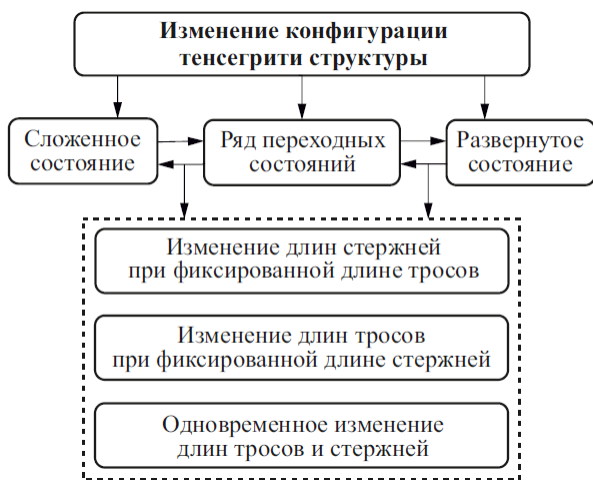 Изменение конфигурации
тенсегрити структуры
Сложенное
состояние
Ряд переходных
состояний
Развернутое
состояние
Изменение длин стержней
при фиксированной длине тросов
Изменение длин тросов
при фиксированной длине стержней
Одновременное изменение
длин тросов и стержней